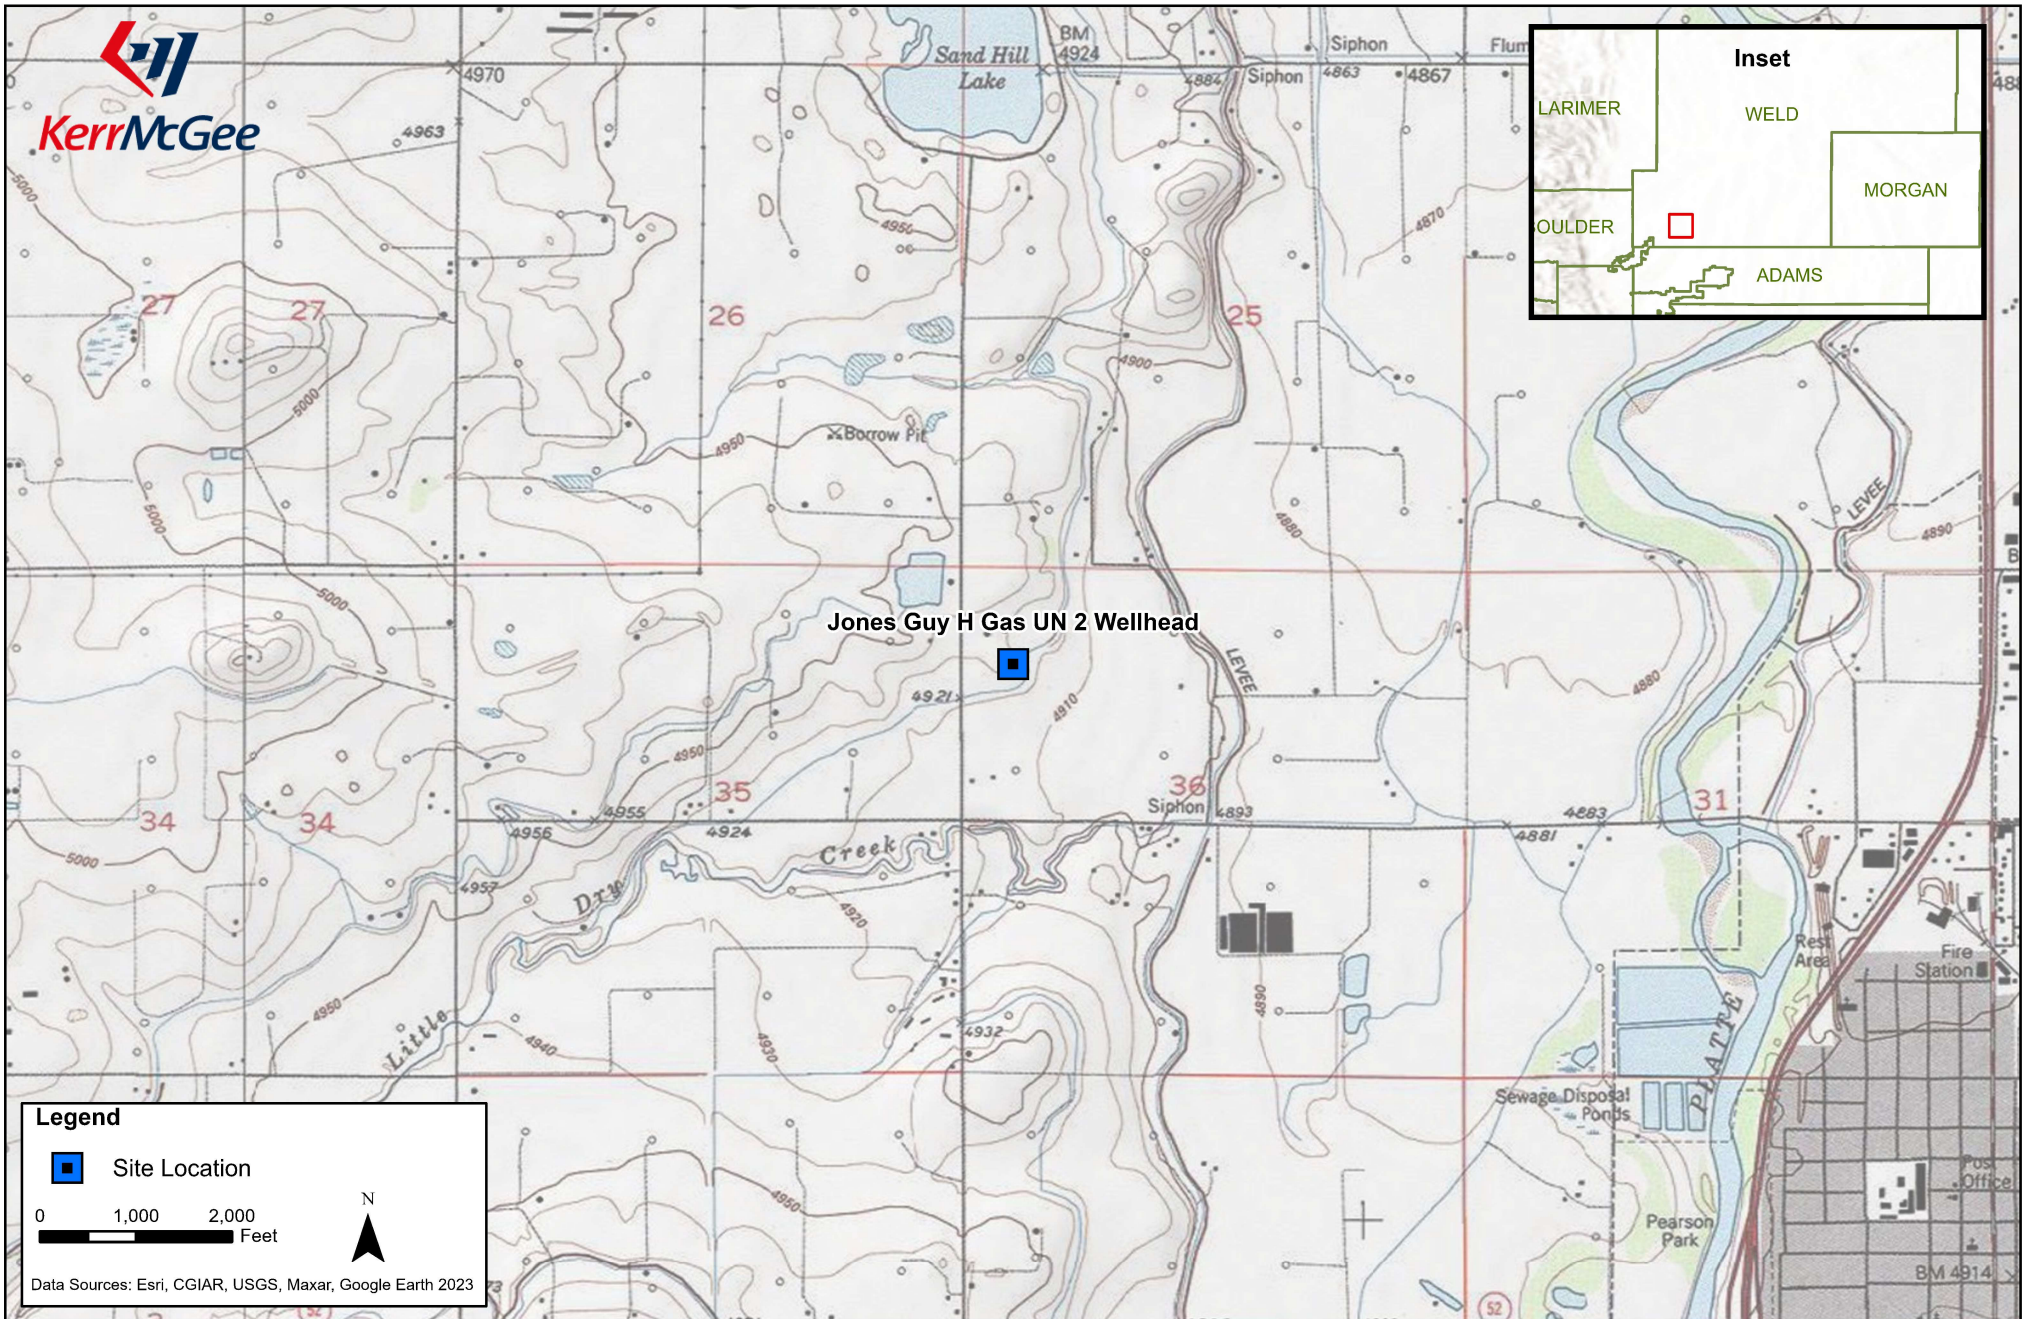 KerrMcGee
Sand Hill
Lake
BM
4924
Siphon
Flum
4970
4884
Siphon
4863
4867
488
4963
5000
4950
4870
27
27
26
25
4900
5000
Borrow Pit
4950
5000
4880
LEVEE
4890
B
5000
Jones Guy H Gas UN 2 Wellhead
LEVEE
4921
4910
4880
4950
35
36
31
34
34
Siphon
4955
4893
4883
4956
4924
4881
5000
Creek
4957
Dry
4920
Rest
Area
Fire
Station
4890
4950
Little
4940
4930
4932
PLATTE
Sewage Disposal
Ponds
Post
Office
4950
Pearson
Park
BM 4914
52
52
Inset
LARIMER
WELD
MORGAN
OULDER
ADAMS
Legend
Site Location
0 1,000 2,000
Feet
N
Data Sources: Esri, CGIAR, USGS, Maxar, Google Earth 2023
73